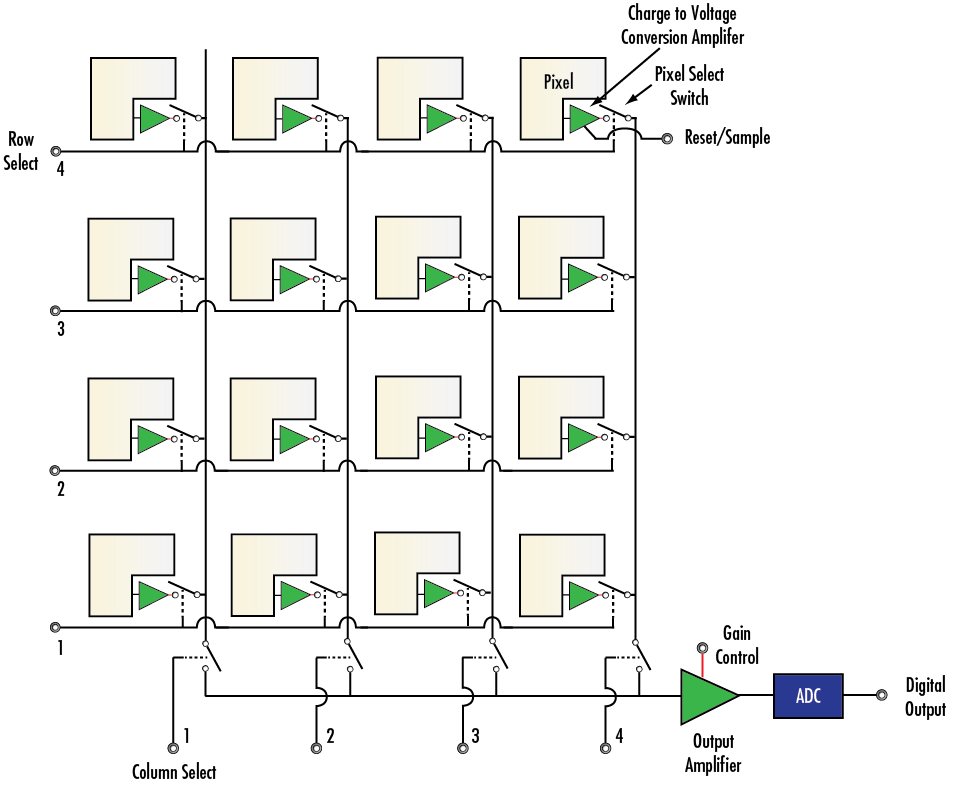 Charge to Voltage
Conversion Amplifer
Pixel
Pixel Select
Switch
Reset/Sample
Row
Select
4
3
2
1
Gain
Control
ADC
Digital
Output
1
2
3
4
Column Select
Output
Amplifier